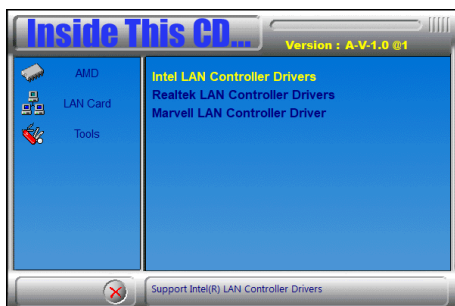 Inside This CD...
Version : A-V-1.0 @1
AMD
LAN Card
Tools
Intel LAN Controller Drivers
Realtek LAN Controller Drivers
Marvell LAN Controller Driver
Support Intel(R) LAN Controller Drivers